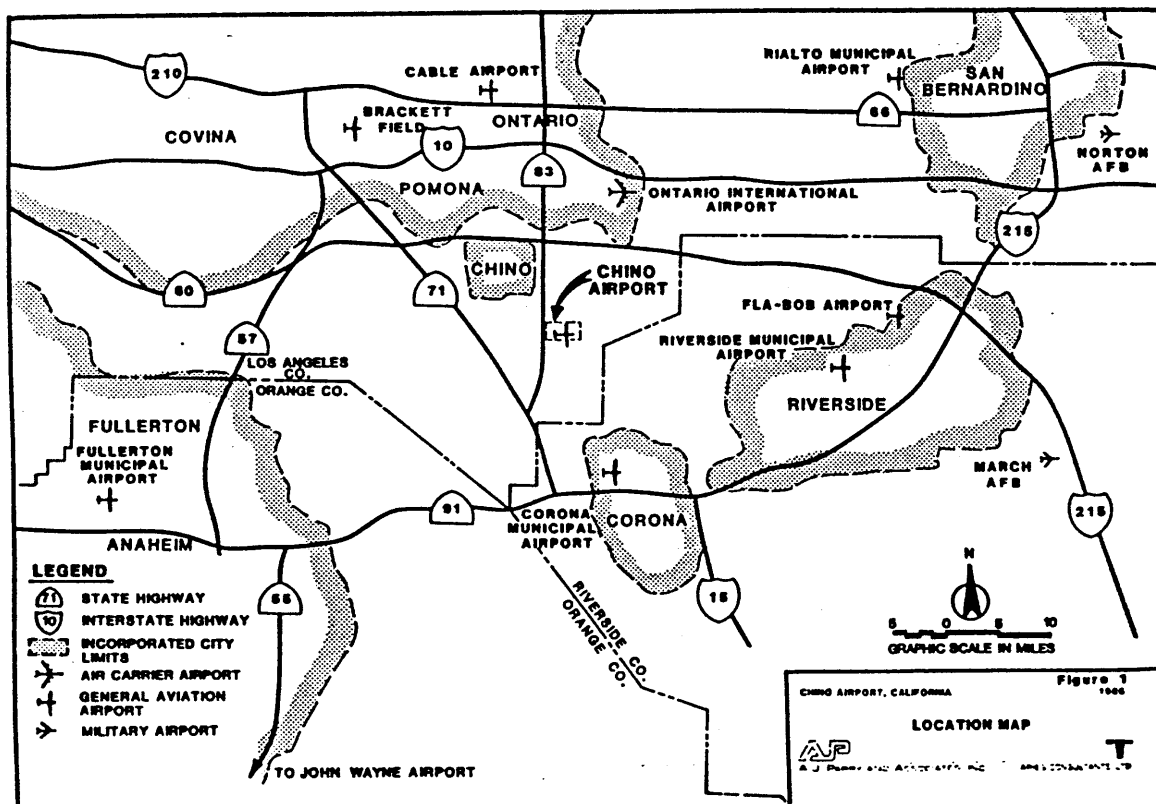 210
CABLE AIRPORT
RIALTO MUNICIPAL
AIRPORT
SAN
BERNARDINO
BRACKETT
FIELD
ONTARIO
66
COVINA
10
NORTON
AFB
83
POMONA
ONTARIO INTERNATIONAL
AIRPORT
215
CHINO
CHINO
AIRPORT
60
71
FLA-BOB AIRPORT
57
RIVERSIDE MUNICIPAL
AIRPORT
LOS ANGELES
CO.
ORANGE CO.
RIVERSIDE
FULLERTON
FULLERTON
MUNICIPAL
AIRPORT
MARCH
AFB
91
CORONA
MUNICIPAL
AIRPORT
CORONA
215
ANAHEIM
55
15
RIVERSIDE CO.
ORANGE CO.
LEGEND
71 STATE HIGHWAY
10 INTERSTATE HIGHWAY
INCORPORATED CITY
LIMITS
AIR CARRIER AIRPORT
GENERAL AVIATION
AIRPORT
MILITARY AIRPORT
TO JOHN WAYNE AIRPORT
N
5 0 5 10
GRAPHIC SCALE IN MILES
Figure 1
CHINO AIRPORT, CALIFORNIA
LOCATION MAP
AJP
A.J. AND ASSOCIATES, INC.